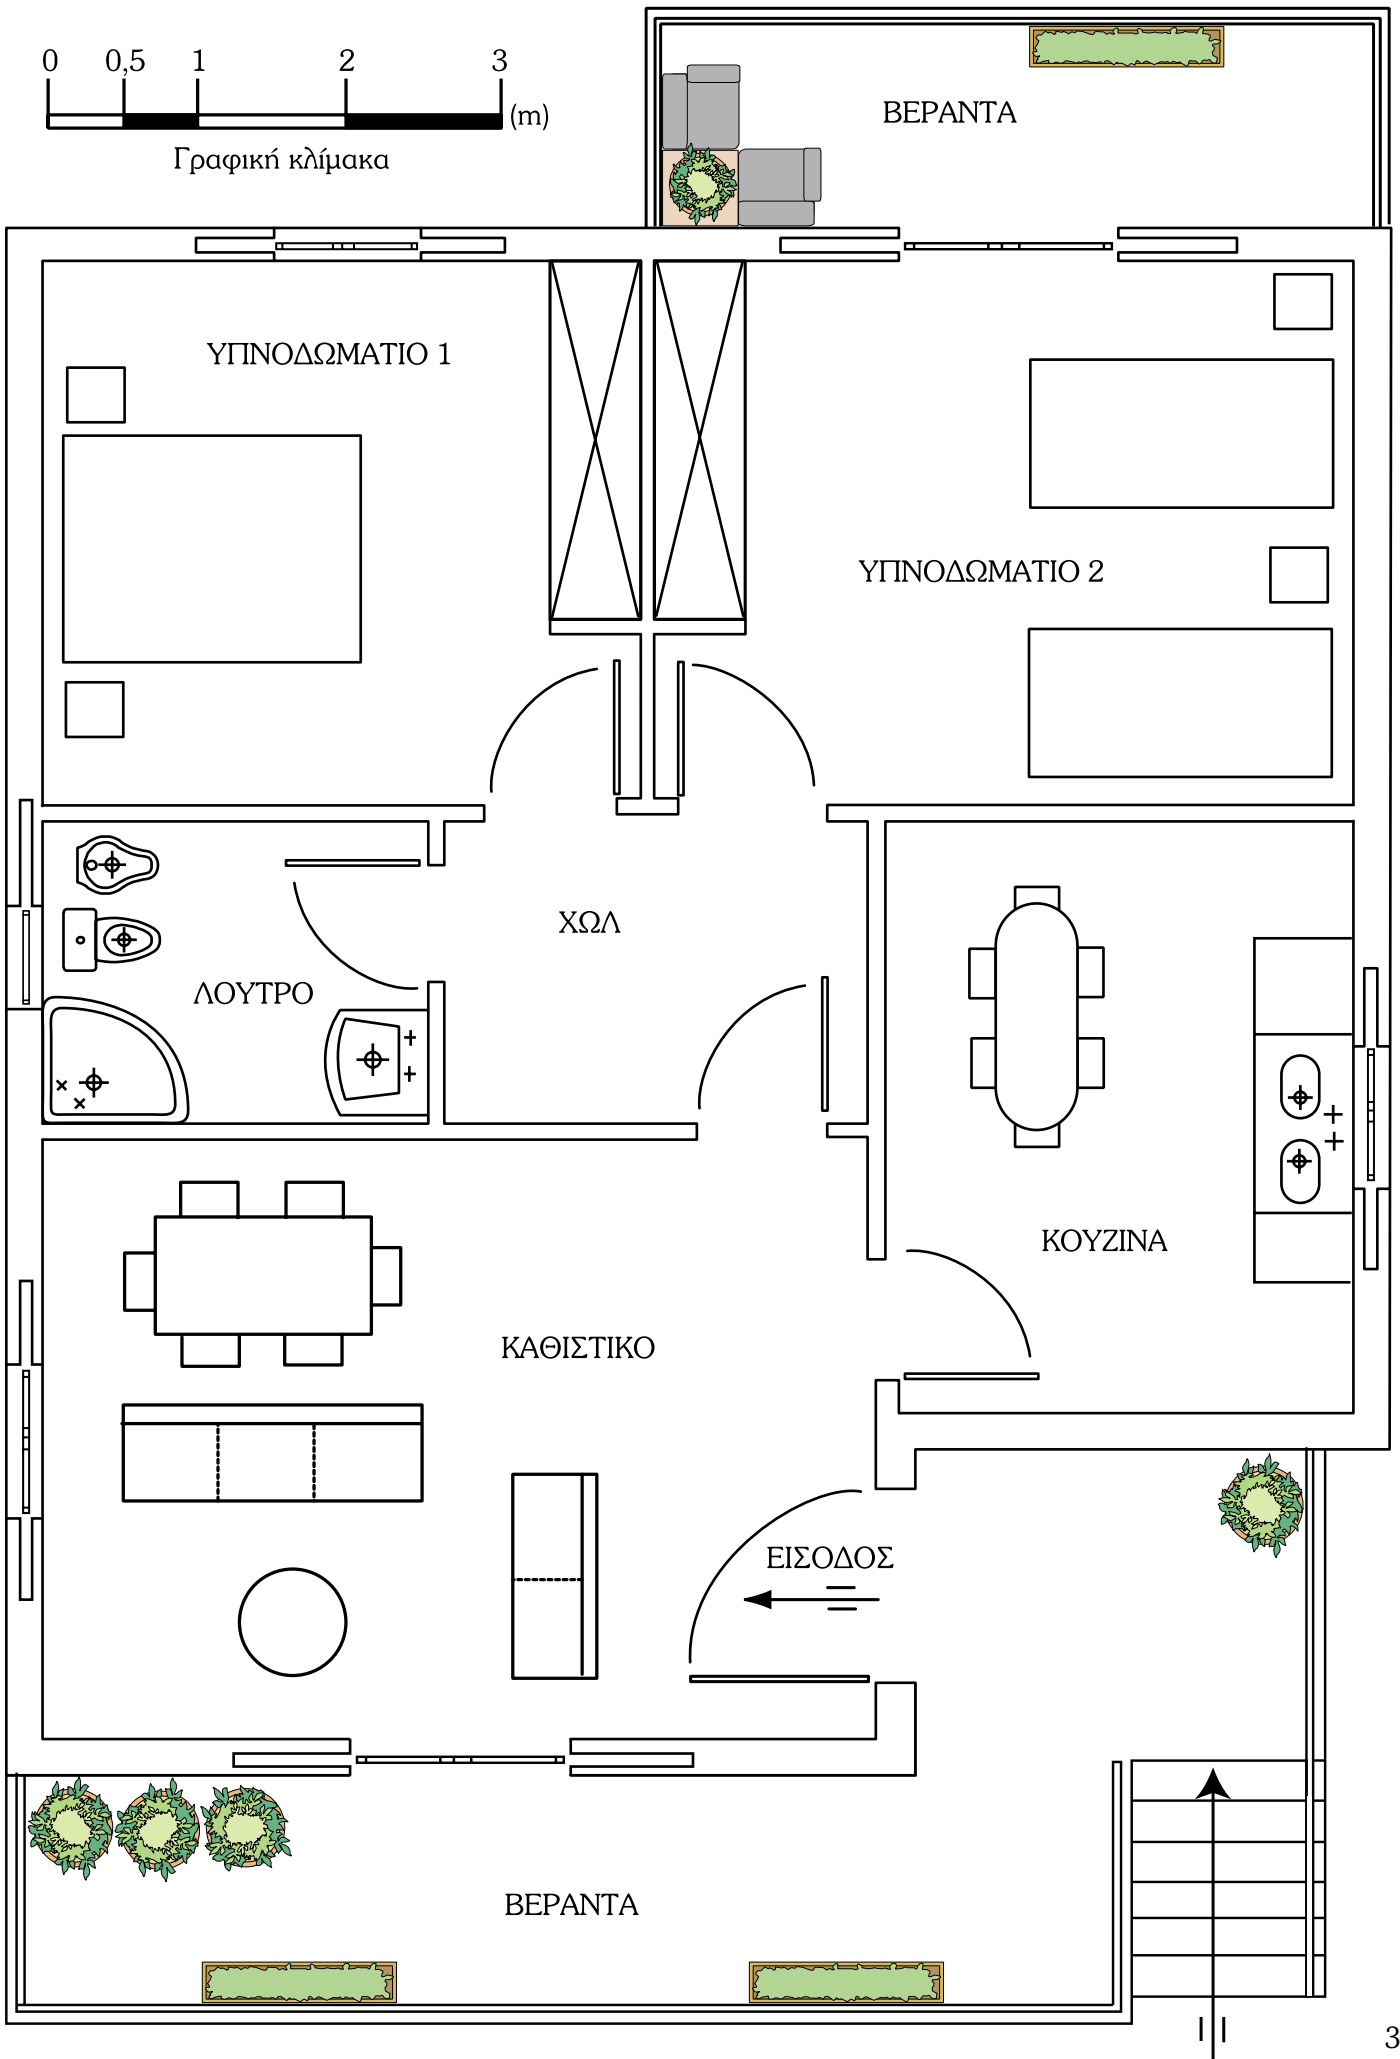 0 0,5 1 2 3
(m)
Γραφική κλίμακα
ΒΕΡΑΝΤΑ
ΥΠΝΟΔΩΜΑΤΙΟ 1
ΥΠΝΟΔΩΜΑΤΙΟ 2
ΧΩΛ
ΛΟΥΤΡΟ
ΚΟΥΖΙΝΑ
ΚΑΘΙΣΤΙΚΟ
ΕΙΣΟΔΟΣ
ΒΕΡΑΝΤΑ
3